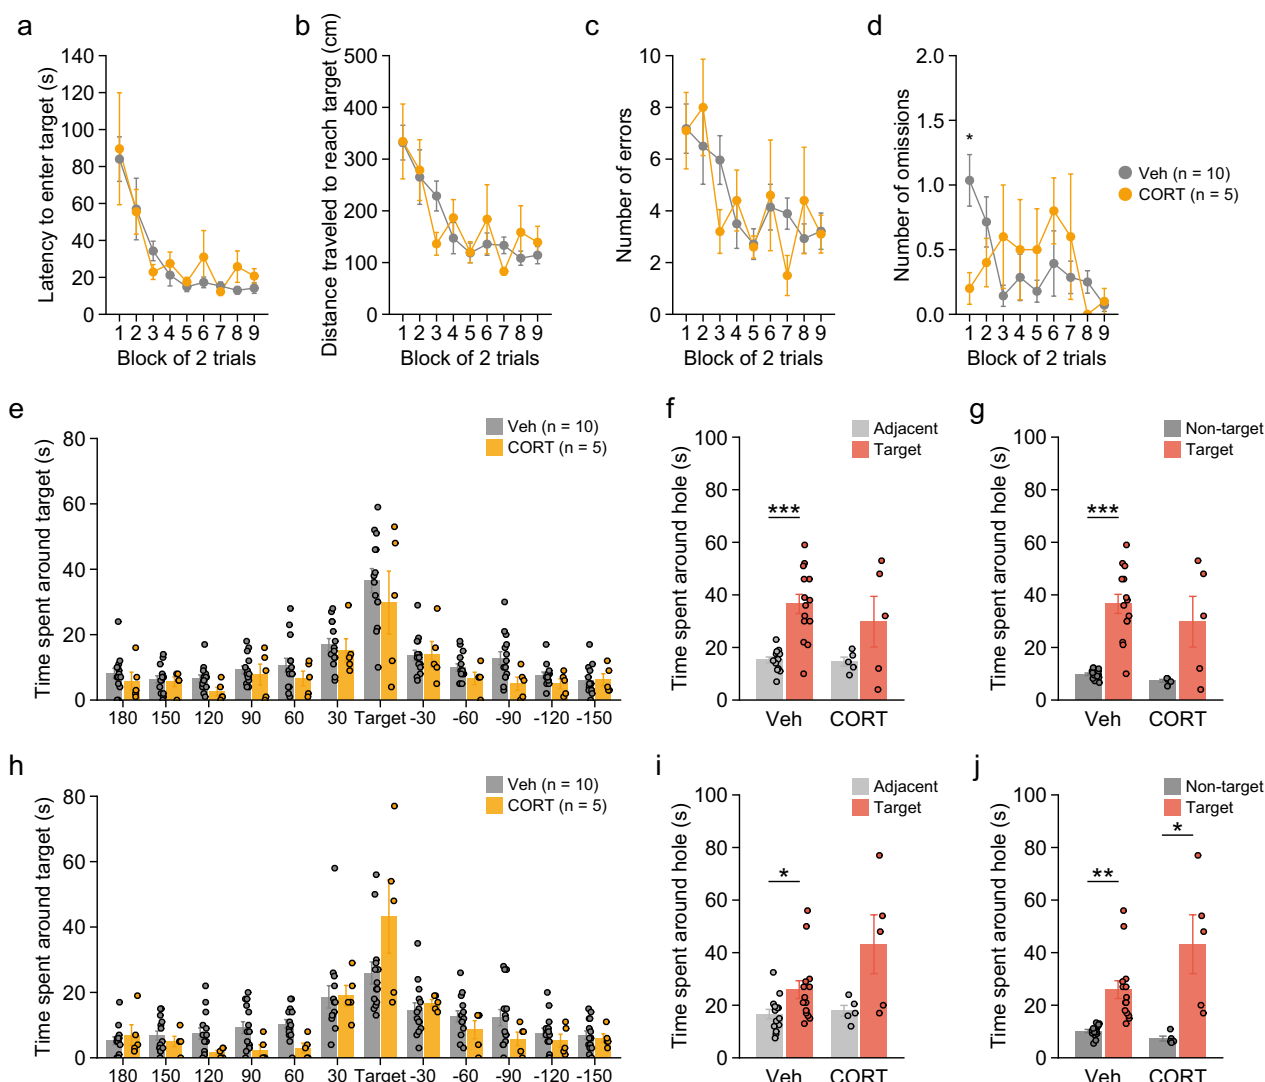 a
Latency to enter target (s)
140
120
100
80
60
40
20
0
1 2 3 4 5 6 7 8 9
Block of 2 trials
b
Distance traveled to reach target (cm)
500
400
300
200
100
0
1 2 3 4 5 6 7 8 9
Block of 2 trials
c
Number of errors
10
8
6
4
2
0
1 2 3 4 5 6 7 8 9
Block of 2 trials
d
Number of omissions
2.0
1.5
1.0
0.5
0.0
*
1 2 3 4 5 6 7 8 9
Block of 2 trials
Veh (n = 10)
CORT (n = 5)
e
Time spent around target (s)
80
60
40
20
0
Veh (n = 10)
CORT (n = 5)
180 150 120 90 60 30 Target -30 -60 -90 -120 -150
f
Time spent around hole (s)
100
80
60
40
20
0
Adjacent
Target
***
Veh CORT
g
Time spent around hole (s)
100
80
60
40
20
0
Non-target
Target
***
Veh CORT
h
Time spent around target (s)
80
60
40
20
0
Veh (n = 10)
CORT (n = 5)
180 150 120 90 60 30 Target -30 -60 -90 -120 -150
i
Time spent around hole (s)
100
80
60
40
20
0
Adjacent
Target
*
Veh CORT
j
Time spent around hole (s)
100
80
60
40
20
0
Non-target
Target
**
*
Veh CORT